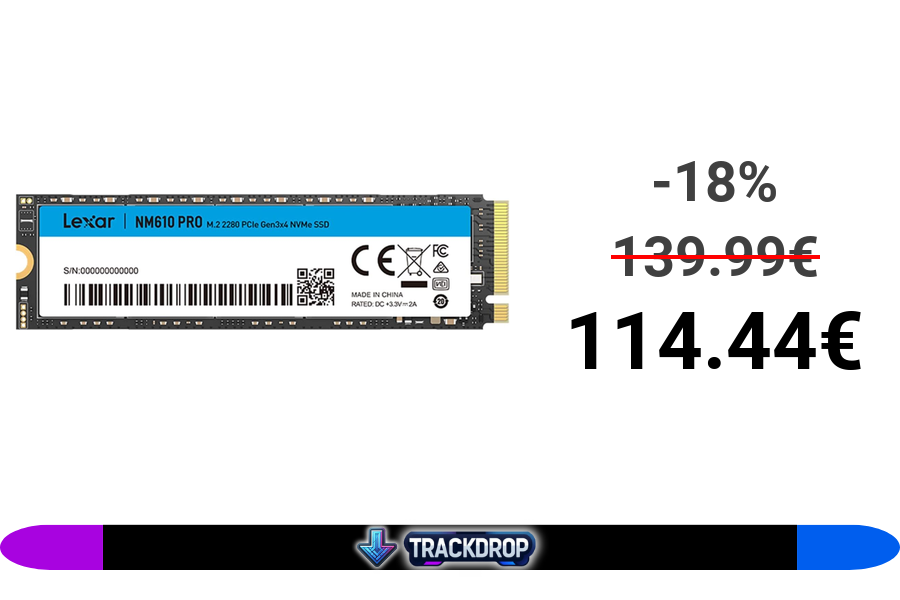 -18%
139.99€
114.44€
Lexar | NM610 PRO M.2 2280 PCIe Gen3x4 NVMe SSD
S/N:000000000000
CE FC
MADE IN CHINA
RATED: DC +3.3V⎓2A
20
TRACKDROP